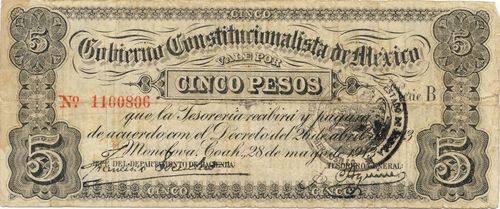 CINCO
5 Gobierno Constitucionalista de México 5
VALE POR
CINCO PESOS
Serie B
Nº 1100806
que la Tesorería recibirá y pagará
de acuerdo con el Decreto del 26 de abril de 1913
Monclova, Coah., 28 de mayo de 1913
JEFE DEL DEPARTAMENTO DE HACIENDA:
TESORERO GENERAL:
5 5
CINCO CINCO